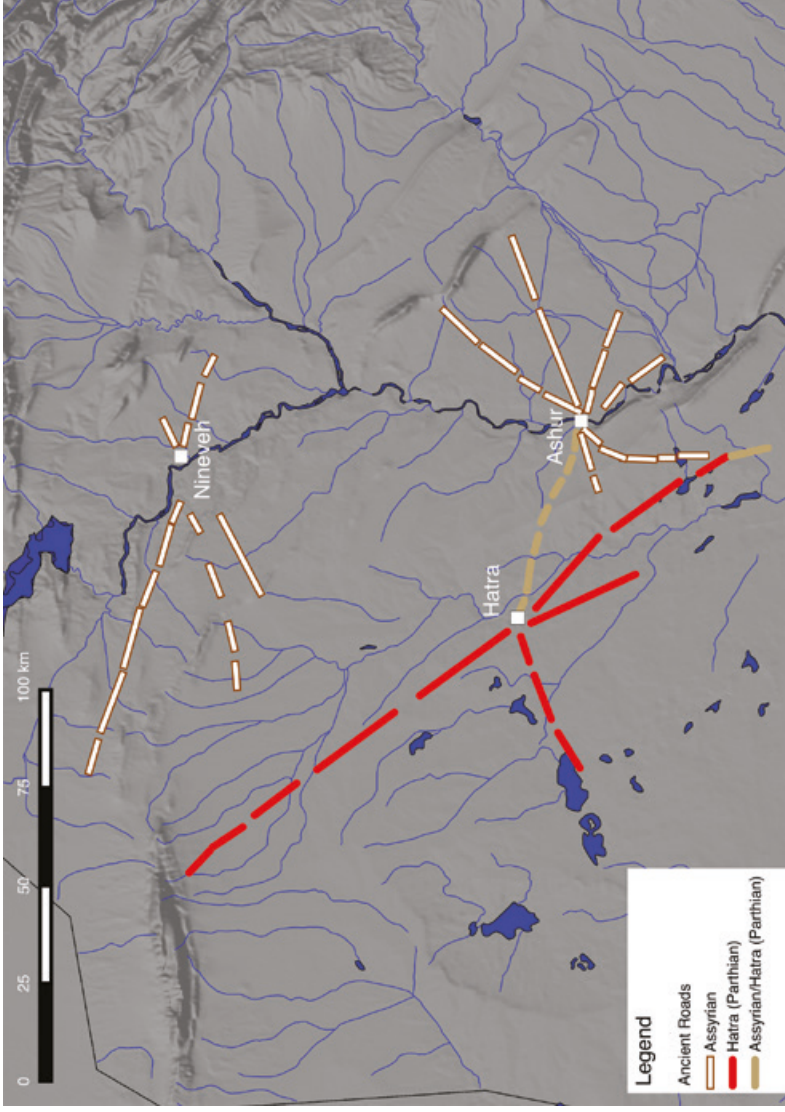 0
25
50
75
100 km
Nineveh
Ashur
Hatra
Legend
Ancient Roads
Assyrian
Hatra (Parthian)
Assyrian/Hatra (Parthian)